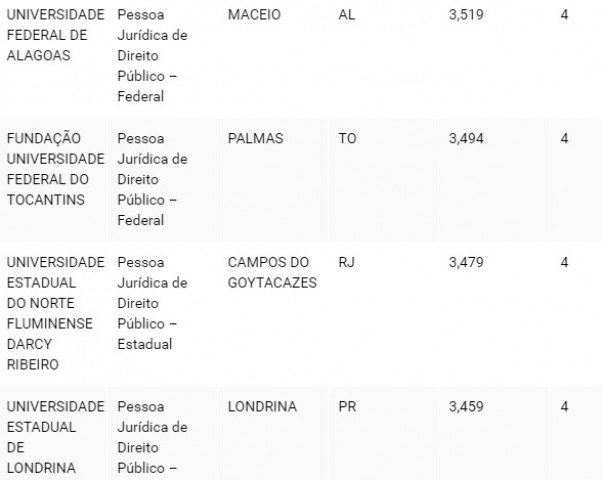 UNIVERSIDADE FEDERAL DE ALAGOAS Pessoa Jurídica de Direito Público – Federal MACEIO AL 3,519 4
FUNDAÇÃO UNIVERSIDADE FEDERAL DO TOCANTINS Pessoa Jurídica de Direito Público – Federal PALMAS TO 3,494 4
UNIVERSIDADE ESTADUAL DO NORTE FLUMINENSE DARCY RIBEIRO Pessoa Jurídica de Direito Público – Estadual CAMPOS DO GOYTACAZES RJ 3,479 4
UNIVERSIDADE ESTADUAL DE LONDRINA Pessoa Jurídica de Direito Público – LONDRINA PR 3,459 4